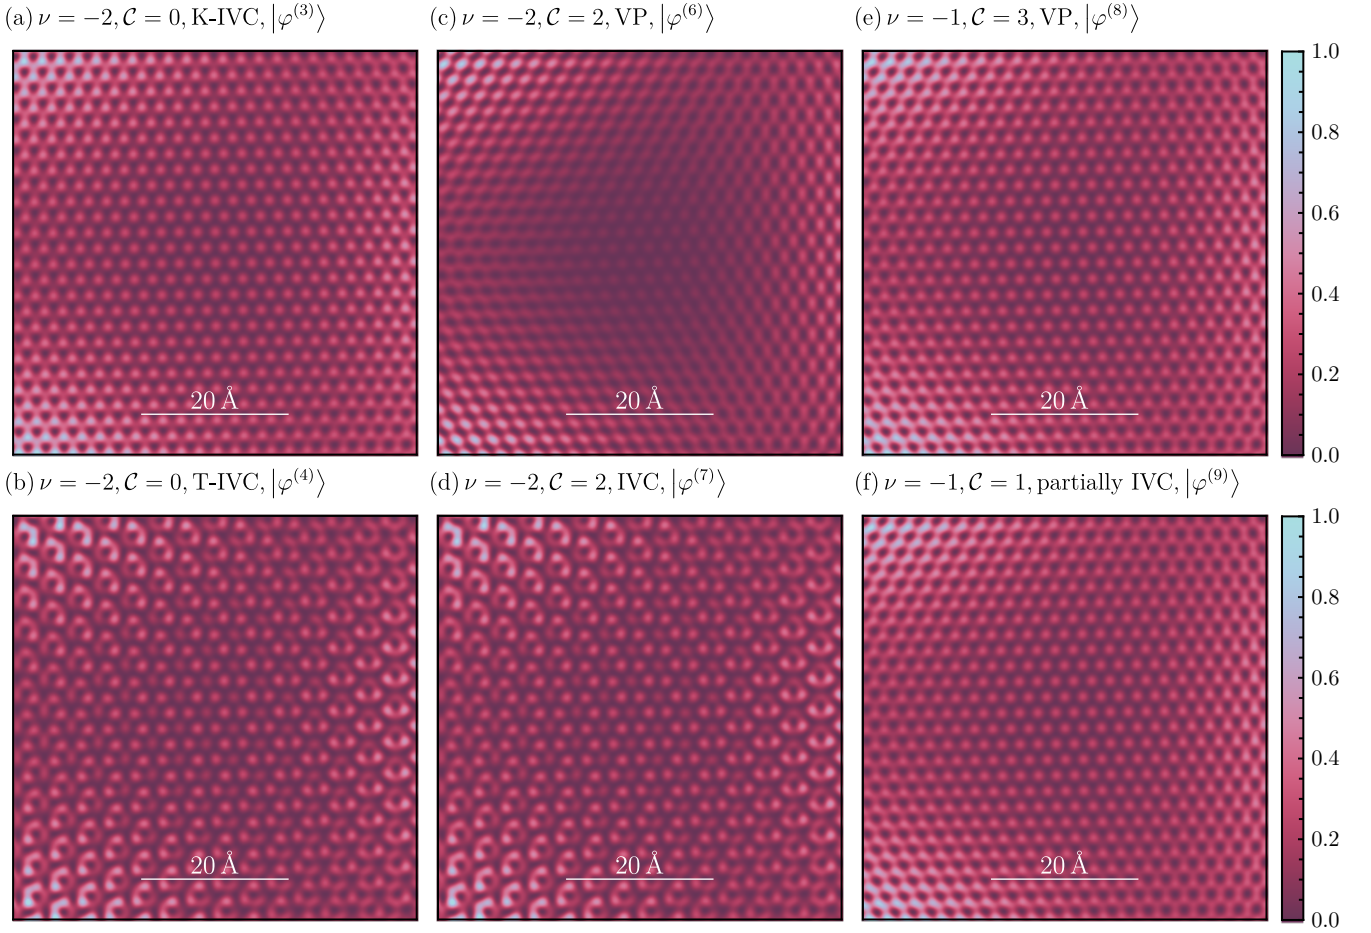 (a) ν = −2, 𝒞 = 0, K-IVC, |φ⁽³⁾⟩
(c) ν = −2, 𝒞 = 2, VP, |φ⁽⁶⁾⟩
(e) ν = −1, 𝒞 = 3, VP, |φ⁽⁸⁾⟩
20 Å
20 Å
20 Å
1.0
0.8
0.6
0.4
0.2
0.0
(b) ν = −2, 𝒞 = 0, T-IVC, |φ⁽⁴⁾⟩
(d) ν = −2, 𝒞 = 2, IVC, |φ⁽⁷⁾⟩
(f) ν = −1, 𝒞 = 1, partially IVC, |φ⁽⁹⁾⟩
20 Å
20 Å
20 Å
1.0
0.8
0.6
0.4
0.2
0.0